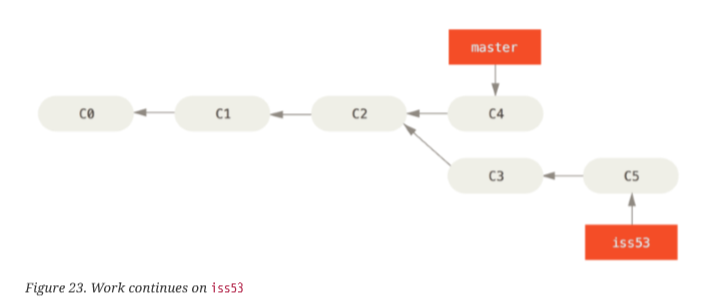 master
C0 C1 C2 C4
C3 C5
iss53
Figure 23. Work continues on iss53